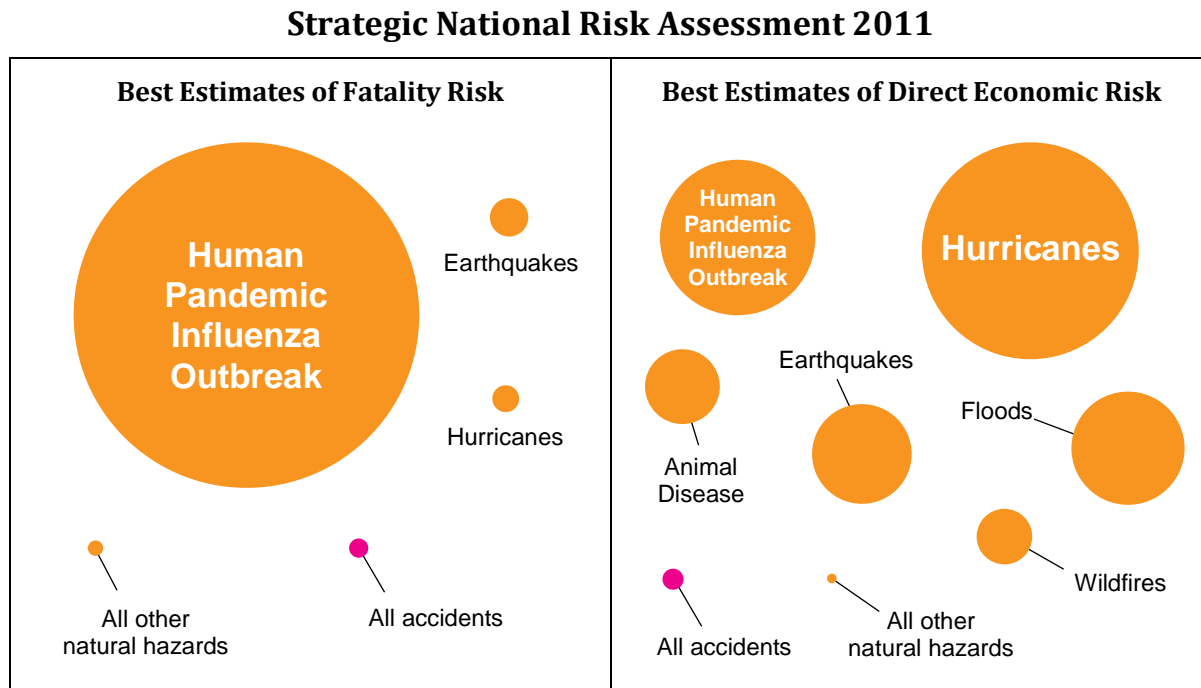 Strategic National Risk Assessment 2011
Best Estimates of Fatality Risk
Human
Pandemic
Influenza
Outbreak
Earthquakes
Hurricanes
All other
natural hazards
All accidents
Best Estimates of Direct Economic Risk
Human
Pandemic
Influenza
Outbreak
Hurricanes
Earthquakes
Floods
Animal
Disease
Wildfires
All accidents
All other
natural hazards